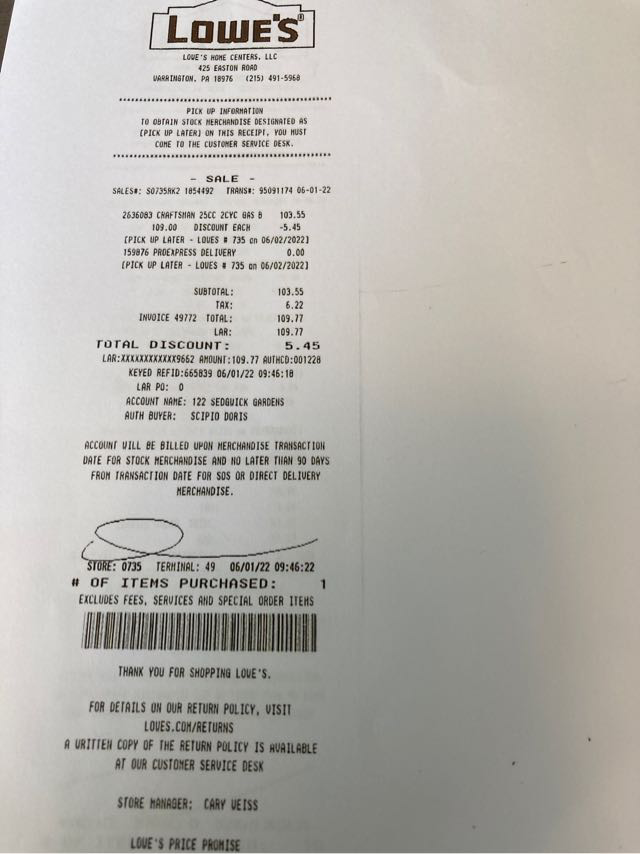 LOWE'S®
LOWE'S HOME CENTERS, LLC
425 EASTON ROAD
WARRINGTON, PA 18976 (215) 491-5968
PICK UP INFORMATION
TO OBTAIN STOCK MERCHANDISE DESIGNATED AS
[PICK UP LATER] ON THIS RECEIPT, YOU MUST
COME TO THE CUSTOMER SERVICE DESK.
- SALE -
SALES#: S0735RK2 1854492 TRANS#: 95091174 06-01-22
2636083 CRAFTSMAN 25CC 2CYC GAS B 103.55
109.00 DISCOUNT EACH -5.45
[PICK UP LATER - LOWES # 735 on 06/02/2022]
159876 PROEXPRESS DELIVERY 0.00
[PICK UP LATER - LOWES # 735 on 06/02/2022]
SUBTOTAL: 103.55
TAX: 6.22
INVOICE 49772 TOTAL: 109.77
LAR: 109.77
TOTAL DISCOUNT: 5.45
LAR:XXXXXXXXXXXX9662 AMOUNT:109.77 AUTHCD:001228
KEYED REFID:665839 06/01/22 09:46:18
LAR PO: 0
ACCOUNT NAME: 122 SEDGWICK GARDENS
AUTH BUYER: SCIPIO DORIS
ACCOUNT WILL BE BILLED UPON MERCHANDISE TRANSACTION
DATE FOR STOCK MERCHANDISE AND NO LATER THAN 90 DAYS
FROM TRANSACTION DATE FOR SOS OR DIRECT DELIVERY
MERCHANDISE.
STORE: 0735 TERMINAL: 49 06/01/22 09:46:22
# OF ITEMS PURCHASED: 1
EXCLUDES FEES, SERVICES AND SPECIAL ORDER ITEMS
THANK YOU FOR SHOPPING LOWE'S.
FOR DETAILS ON OUR RETURN POLICY, VISIT
LOWES.COM/RETURNS
A WRITTEN COPY OF THE RETURN POLICY IS AVAILABLE
AT OUR CUSTOMER SERVICE DESK
STORE MANAGER: CARY WEISS
LOWE'S PRICE PROMISE